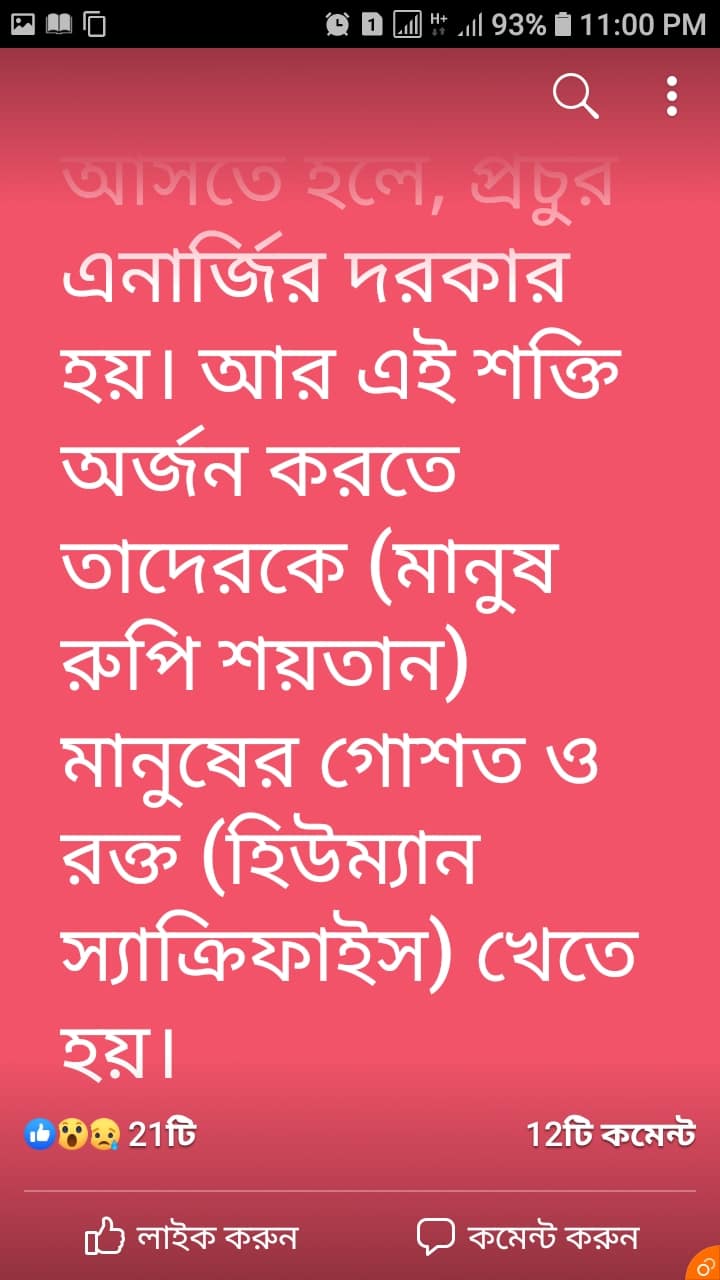 H+ 93% 11:00 PM
আসতে হলে, প্রচুর
এনার্জির দরকার
হয়। আর এই শক্তি
অর্জন করতে
তাদেরকে (মানুষ
রুপি শয়তান)
মানুষের গোশত ও
রক্ত (হিউম্যান
স্যাক্রিফাইস) খেতে
হয়।
21টি 12টি কমেন্ট
লাইক করুন কমেন্ট করুন